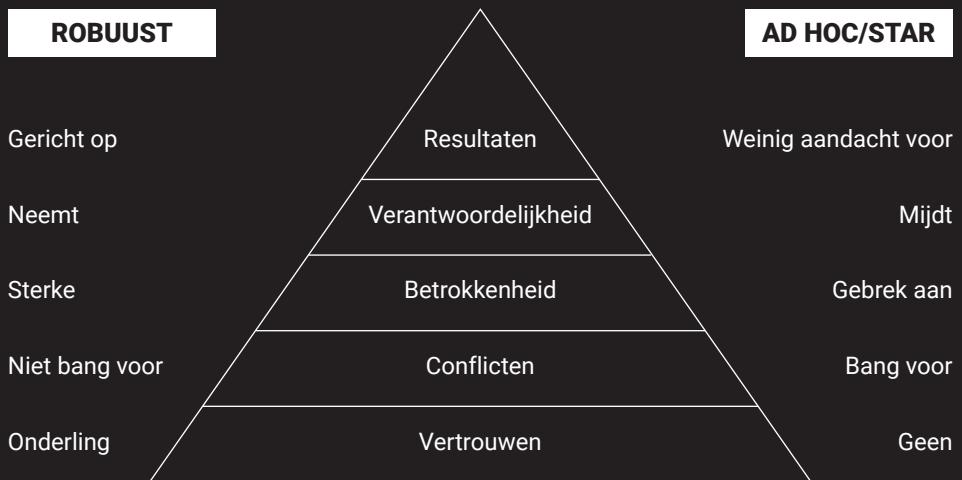 ROBUUST AD HOC/STAR
Gericht op Resultaten Weinig aandacht voor
Neemt Verantwoordelijkheid Mijdt
Sterke Betrokkenheid Gebrek aan
Niet bang voor Conflicten Bang voor
Onderling Vertrouwen Geen